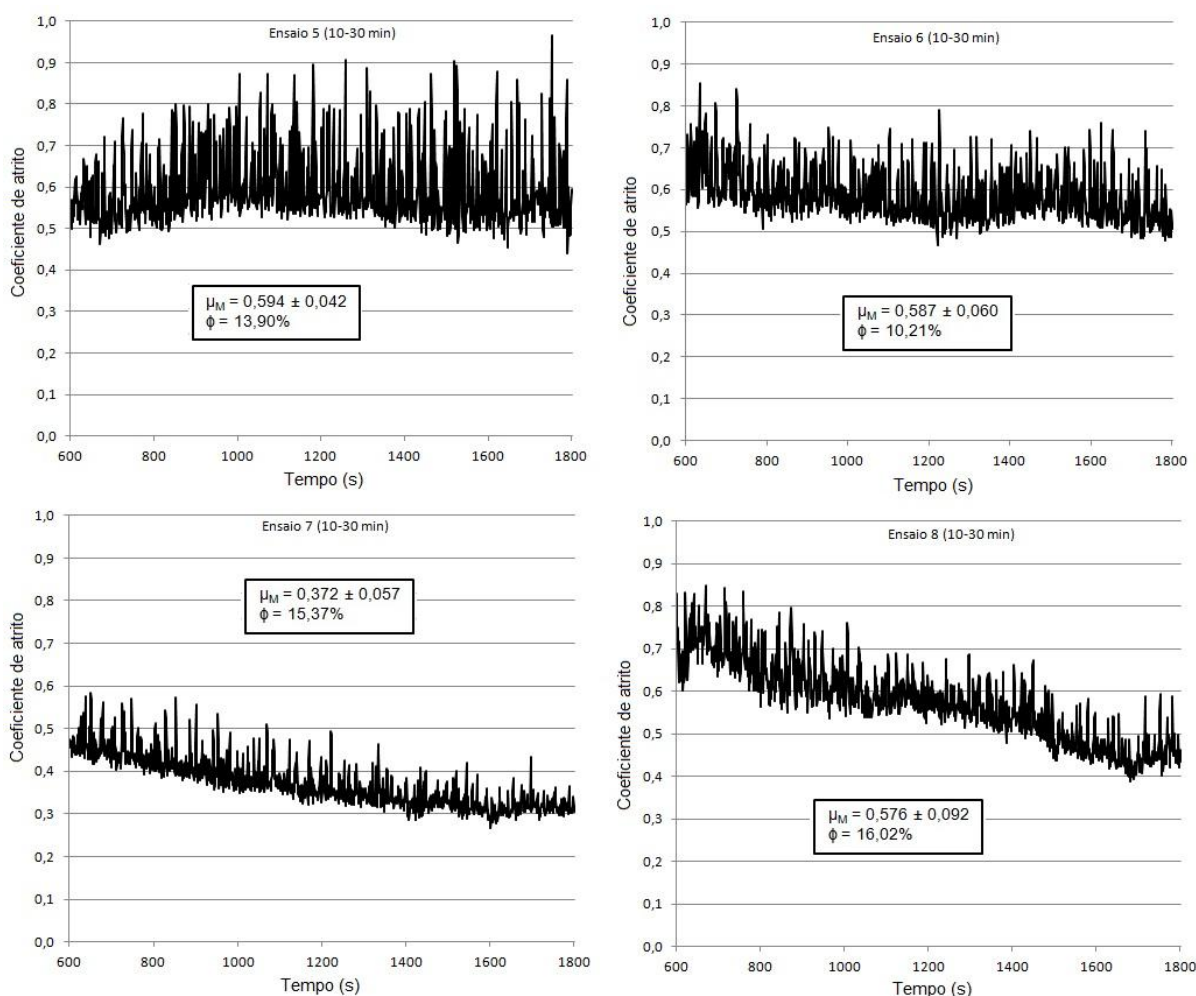 Ensaio 5 (10-30 min)
Coeficiente de atrito
1,0
0,9
0,8
0,7
0,6
0,5
0,4
0,3
0,2
0,1
0,0
μM = 0,594 ± 0,042
ϕ = 13,90%
600 800 1000 1200 1400 1600 1800
Tempo (s)
Ensaio 6 (10-30 min)
Coeficiente de atrito
1,0
0,9
0,8
0,7
0,6
0,5
0,4
0,3
0,2
0,1
0,0
μM = 0,587 ± 0,060
ϕ = 10,21%
600 800 1000 1200 1400 1600 1800
Tempo (s)
Ensaio 7 (10-30 min)
Coeficiente de atrito
1,0
0,9
0,8
0,7
0,6
0,5
0,4
0,3
0,2
0,1
0,0
μM = 0,372 ± 0,057
ϕ = 15,37%
600 800 1000 1200 1400 1600 1800
Tempo (s)
Ensaio 8 (10-30 min)
Coeficiente de atrito
1,0
0,9
0,8
0,7
0,6
0,5
0,4
0,3
0,2
0,1
0,0
μM = 0,576 ± 0,092
ϕ = 16,02%
600 800 1000 1200 1400 1600 1800
Tempo (s)